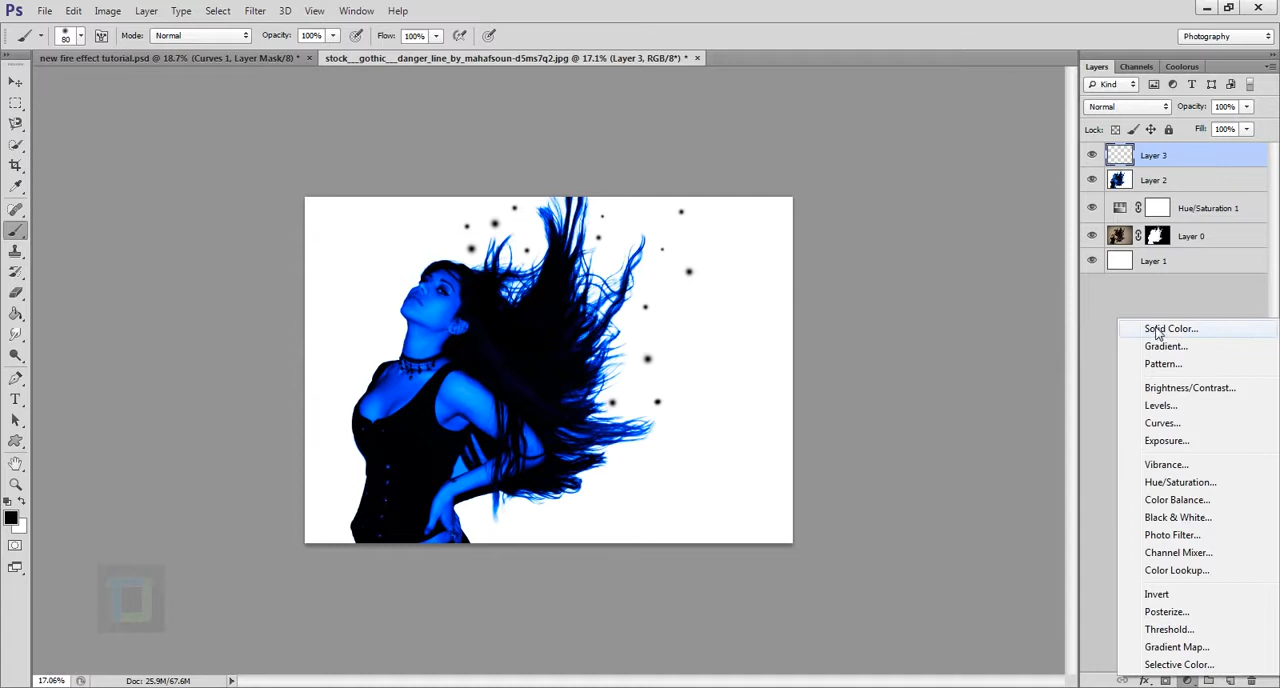 Ps File Edit Image Layer Type Select Filter 3D View Window Help
80 Mode: Normal Opacity: 100% Flow: 100% Photography
new fire effect tutorial.psd @ 18.7% (Curves 1, Layer Mask/8) * × stock___gothic___danger_line_by_mahafsoun-d5ms7q2.jpg @ 17.1% (Layer 3, RGB/8*) * ×
Layers Channels Coolorus
Kind
Normal Opacity: 100%
Lock: Fill: 100%
Layer 3
Layer 2
Hue/Saturation 1
Layer 0
Layer 1
Solid Color...
Gradient...
Pattern...
Brightness/Contrast...
Levels...
Curves...
Exposure...
Vibrance...
Hue/Saturation...
Color Balance...
Black & White...
Photo Filter...
Channel Mixer...
Color Lookup...
Invert
Posterize...
Threshold...
Gradient Map...
Selective Color...
17.06% Doc: 25.9M/67.6M